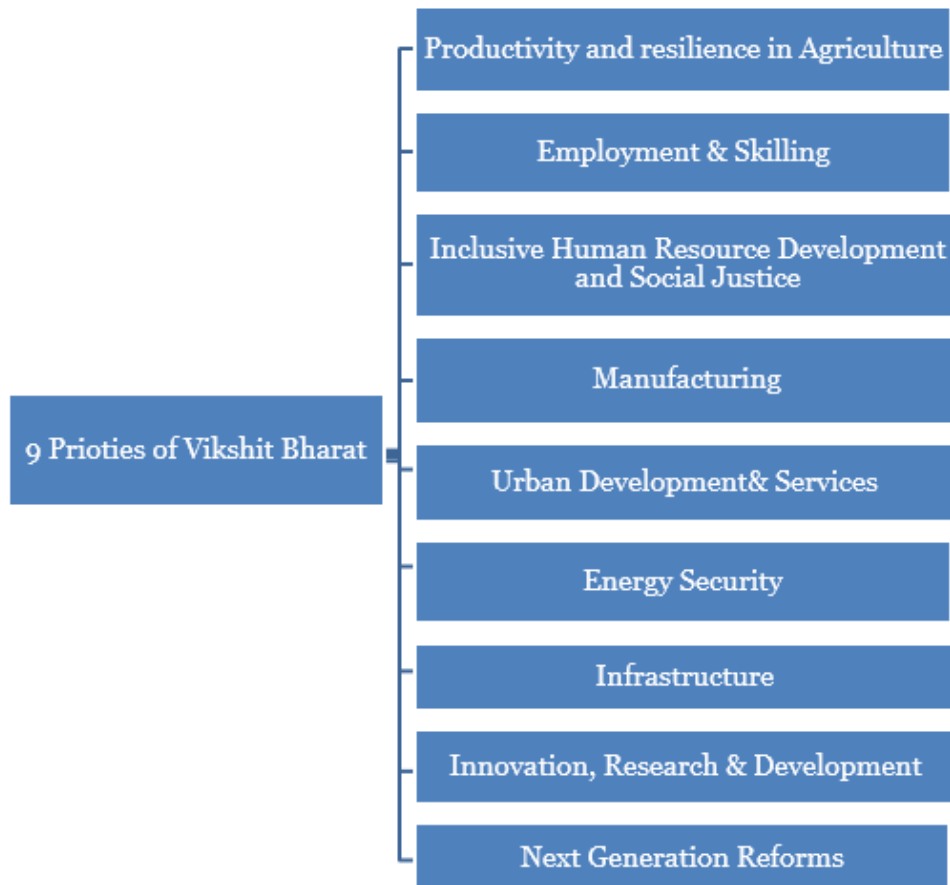 Productivity and resilience in Agriculture
Employment & Skilling
Inclusive Human Resource Development
and Social Justice
Manufacturing
9 Prioties of Vikshit Bharat
Urban Development& Services
Energy Security
Infrastructure
Innovation, Research & Development
Next Generation Reforms